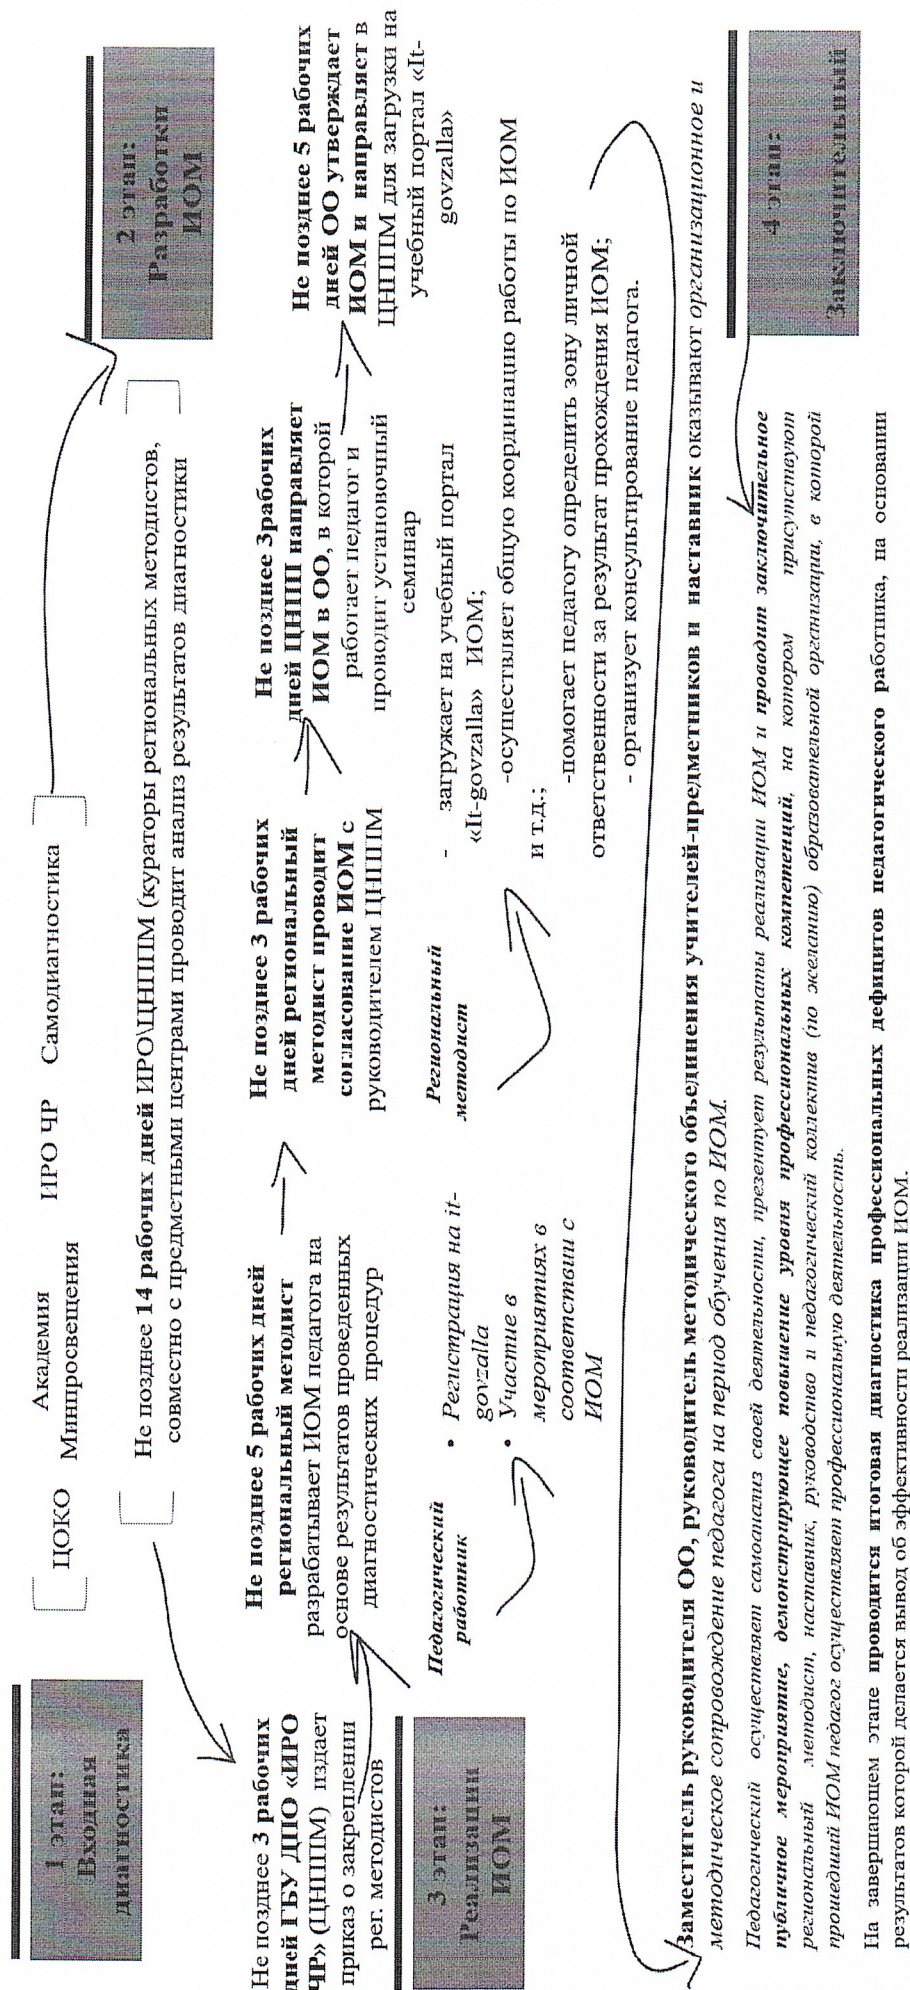 1 этап:
Входная
диагностика
ЦОКО
Академия
Минпросвещения
ИРО ЧР
Самодиагностика
2 этап:
Разработки
ИОМ
Не позднее 14 рабочих дней ИРО\ЦНППМ (кураторы региональных методистов,
совместно с предметными центрами проводит анализ результатов диагностики
Не позднее 3 рабочих
дней ГБУ ДПО «ИРО
ЧР» (ЦНППМ) издает
приказ о закреплении
рег. методистов
Не позднее 5 рабочих дней
региональный методист
разрабатывает ИОМ педагога на
основе результатов проведенных
диагностических процедур
Не позднее 3 рабочих
дней региональный
методист проводит
согласование ИОМ с
руководителем ЦНППМ
Не позднее 3рабочих
дней ЦНПП направляет
ИОМ в ОО, в которой
работает педагог и
проводит установочный
семинар
Не позднее 5 рабочих
дней ОО утверждает
ИОМ и направляет в
ЦНППМ для загрузки на
учебный портал «It-
govzalla»
3 этап:
Реализации
ИОМ
Педагогический
работник
• Регистрация на it-
govzalla
• Участие в
мероприятиях в
соответствии с
ИОМ
Региональный
методист
- загружает на учебный портал
«It-govzalla» ИОМ;
-осуществляет общую координацию работы по ИОМ
и т.д.;
-помогает педагогу определить зону личной
ответственности за результат прохождения ИОМ;
- организует консультирование педагога.
Заместитель руководителя ОО, руководитель методического объединения учителей-предметников и наставник оказывают организационное и
методическое сопровождение педагога на период обучения по ИОМ.
4 этап:
Заключительный
Педагогический осуществляет самоанализ своей деятельности, презентует результаты реализации ИОМ и проводит заключительное
публичное мероприятие, демонстрирующее повышение уровня профессиональных компетенций, на котором присутствуют
региональный методист, наставник, руководство и педагогический коллектив (по желанию) образовательной организации, в которой
прошедший ИОМ педагог осуществляет профессиональную деятельность.
На завершающем этапе проводится итоговая диагностика профессиональных дефицитов педагогического работника, на основании
результатов которой делается вывод об эффективности реализации ИОМ.